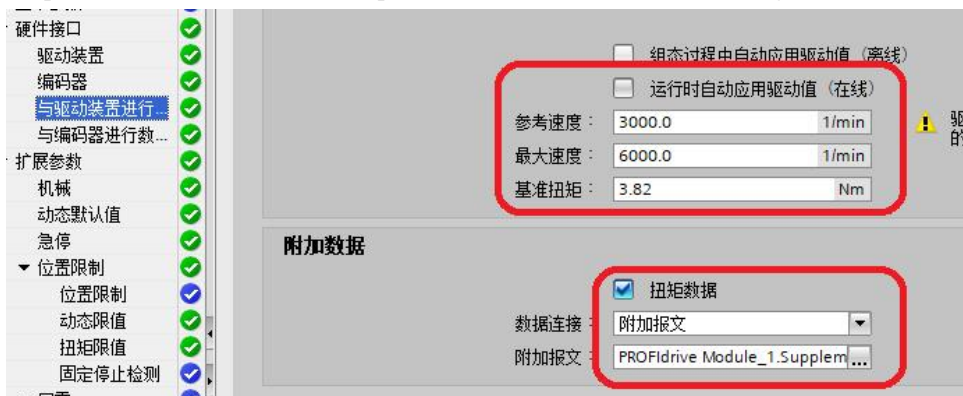 硬件接口
驱动装置
编码器
与驱动装置进行...
与编码器进行数...
扩展参数
机械
动态默认值
急停
位置限制
位置限制
动态限值
扭矩限值
固定停止检测
组态过程中自动应用驱动值（离线）
运行时自动应用驱动值（在线）
参考速度：
3000.0 1/min
最大速度：
6000.0 1/min
基准扭矩：
3.82 Nm
附加数据
扭矩数据
数据连接：
附加报文
附加报文：
PROFIdrive Module_1.Supplem ...